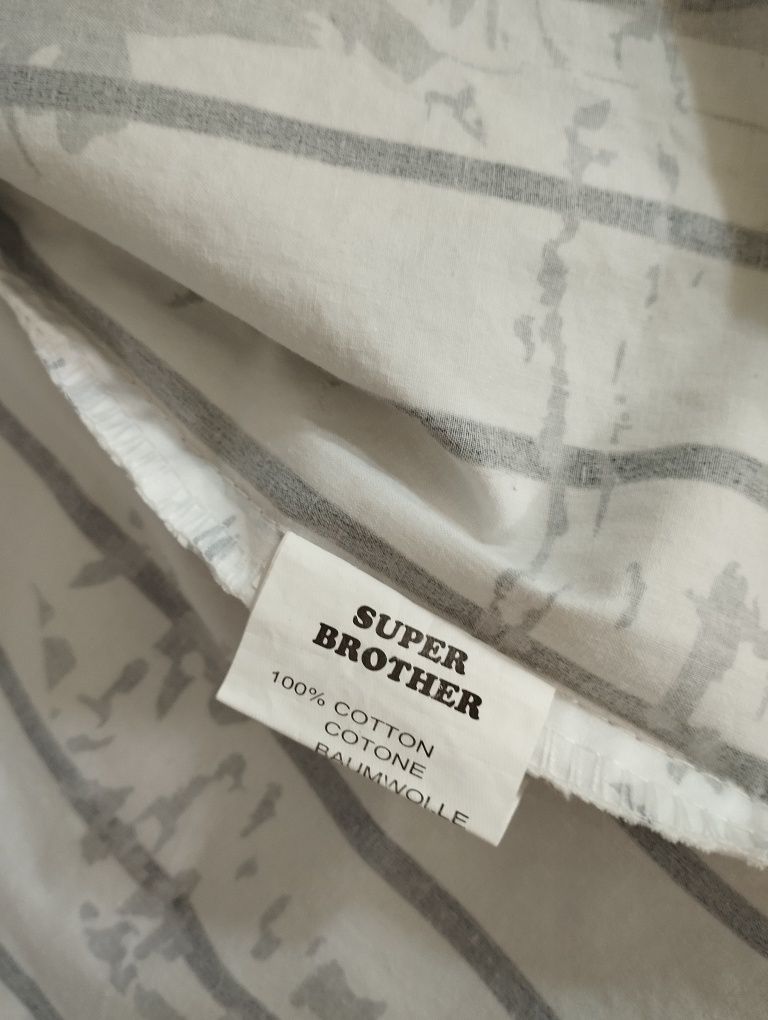 SUPER
BROTHER
100% COTTON
COTONE
BAUMWOLLE